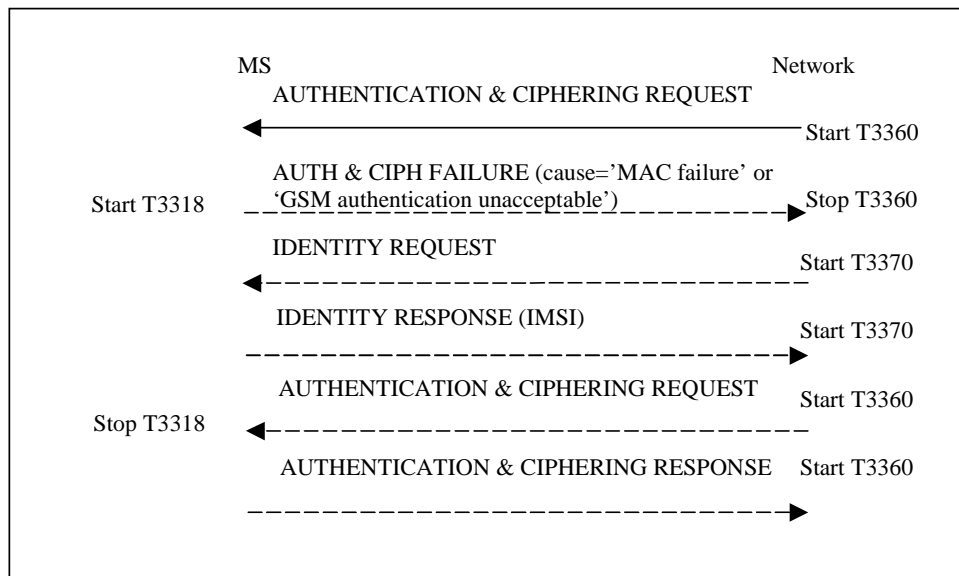 MS Network
AUTHENTICATION & CIPHERING REQUEST
Start T3360
AUTH & CIPH FAILURE (cause=’MAC failure’ or
‘GSM authentication unacceptable’)
Start T3318
Stop T3360
IDENTITY REQUEST
Start T3370
IDENTITY RESPONSE (IMSI)
Start T3370
AUTHENTICATION & CIPHERING REQUEST
Start T3360
Stop T3318
AUTHENTICATION & CIPHERING RESPONSE
Start T3360